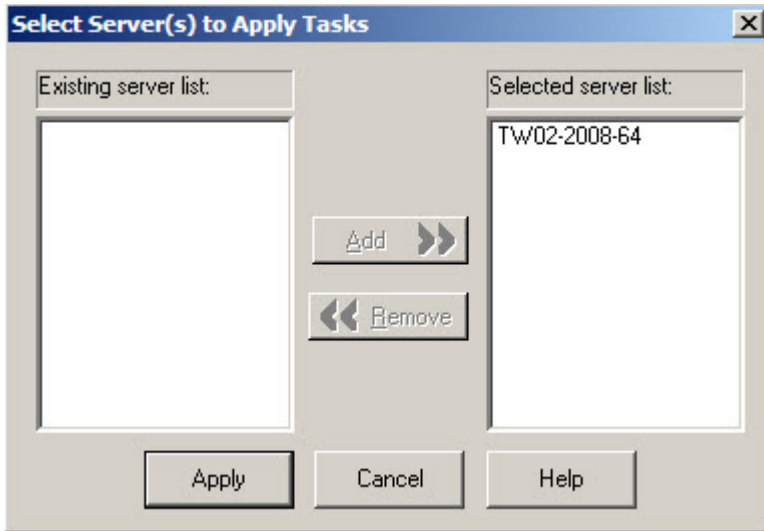 Select Server(s) to Apply Tasks
Existing server list:
Selected server list:
TW02-2008-64
Add
Remove
Apply
Cancel
Help